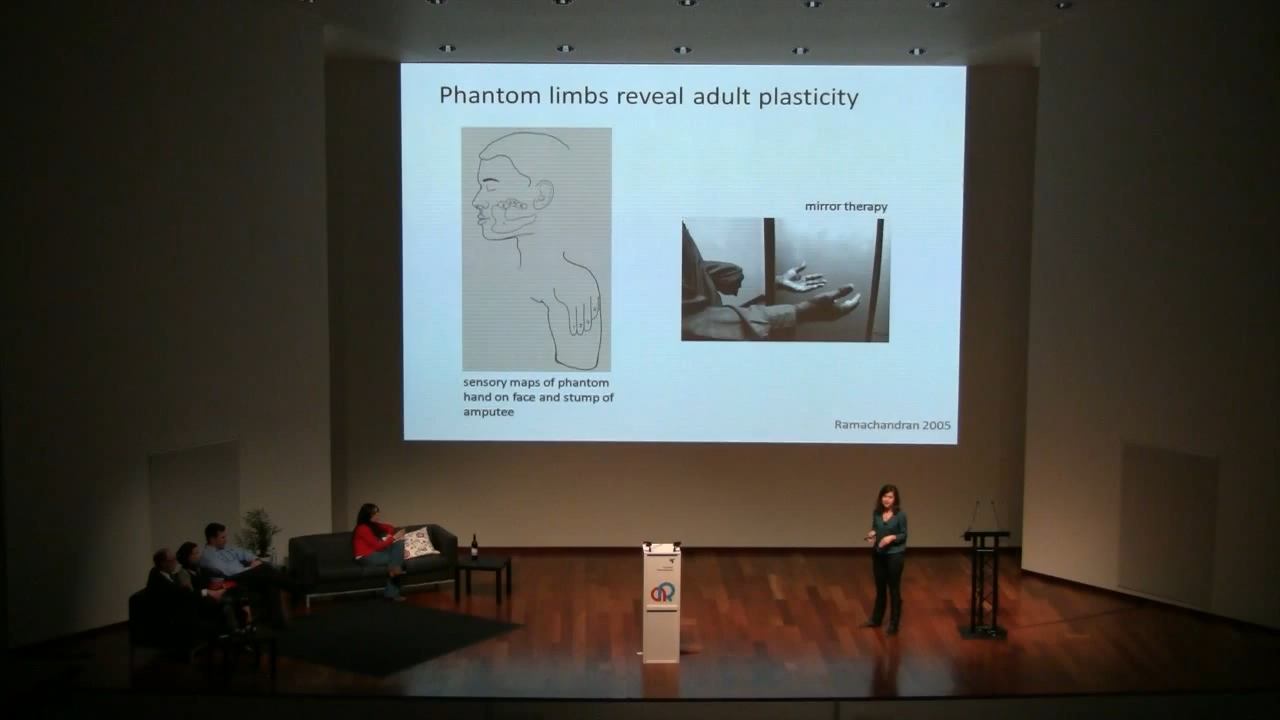 Phantom limbs reveal adult plasticity
mirror therapy
sensory maps of phantom
hand on face and stump of
amputee
Ramachandran 2005